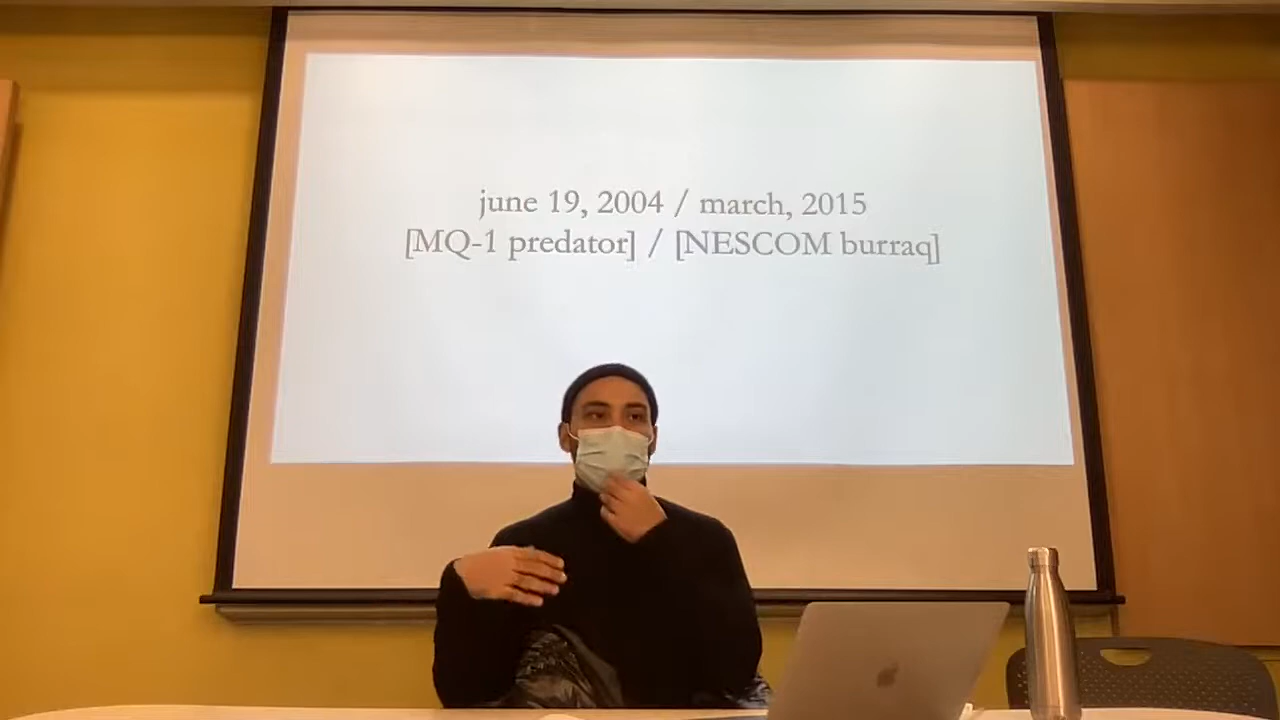 june 19, 2004 / march, 2015
[MQ-1 predator] / [NESCOM burraq]